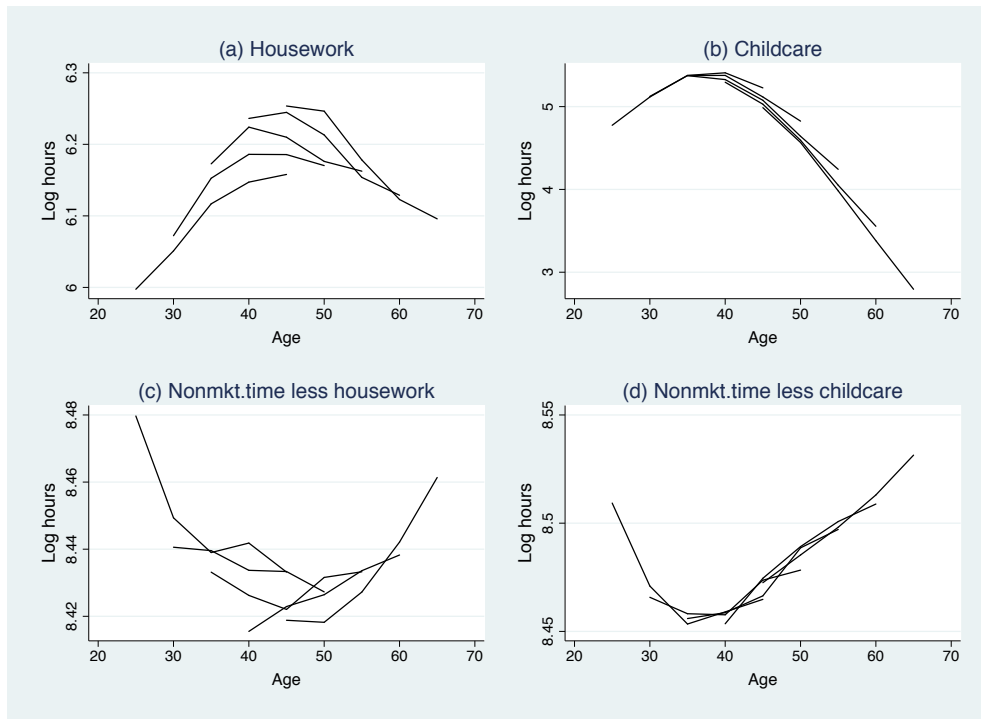 (a) Housework
Log hours
6.3
6.2
6.1
6
20 30 40 50 60 70
Age
(b) Childcare
Log hours
5
4
3
20 30 40 50 60 70
Age
(c) Nonmkt.time less housework
Log hours
8.48
8.46
8.44
8.42
20 30 40 50 60 70
Age
(d) Nonmkt.time less childcare
Log hours
8.55
8.5
8.45
20 30 40 50 60 70
Age